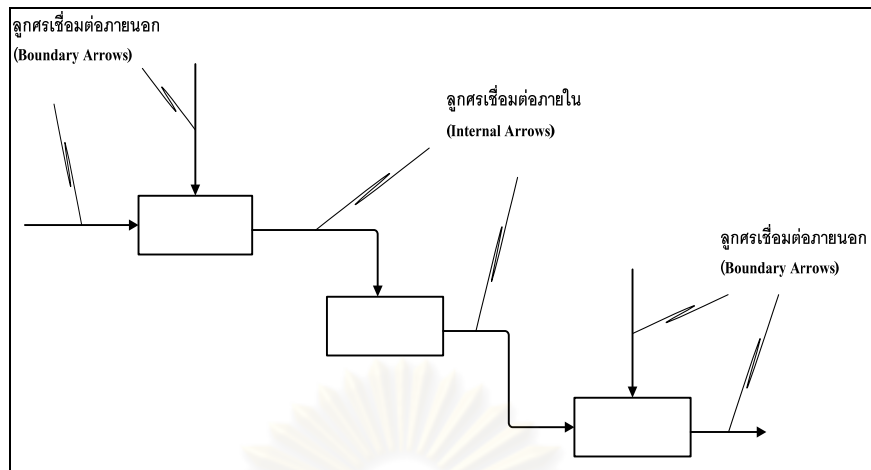 ลูกศรเชื่อมต่อภายนอก
(Boundary Arrows)
ลูกศรเชื่อมต่อภายใน
(Internal Arrows)
ลูกศรเชื่อมต่อภายนอก
(Boundary Arrows)